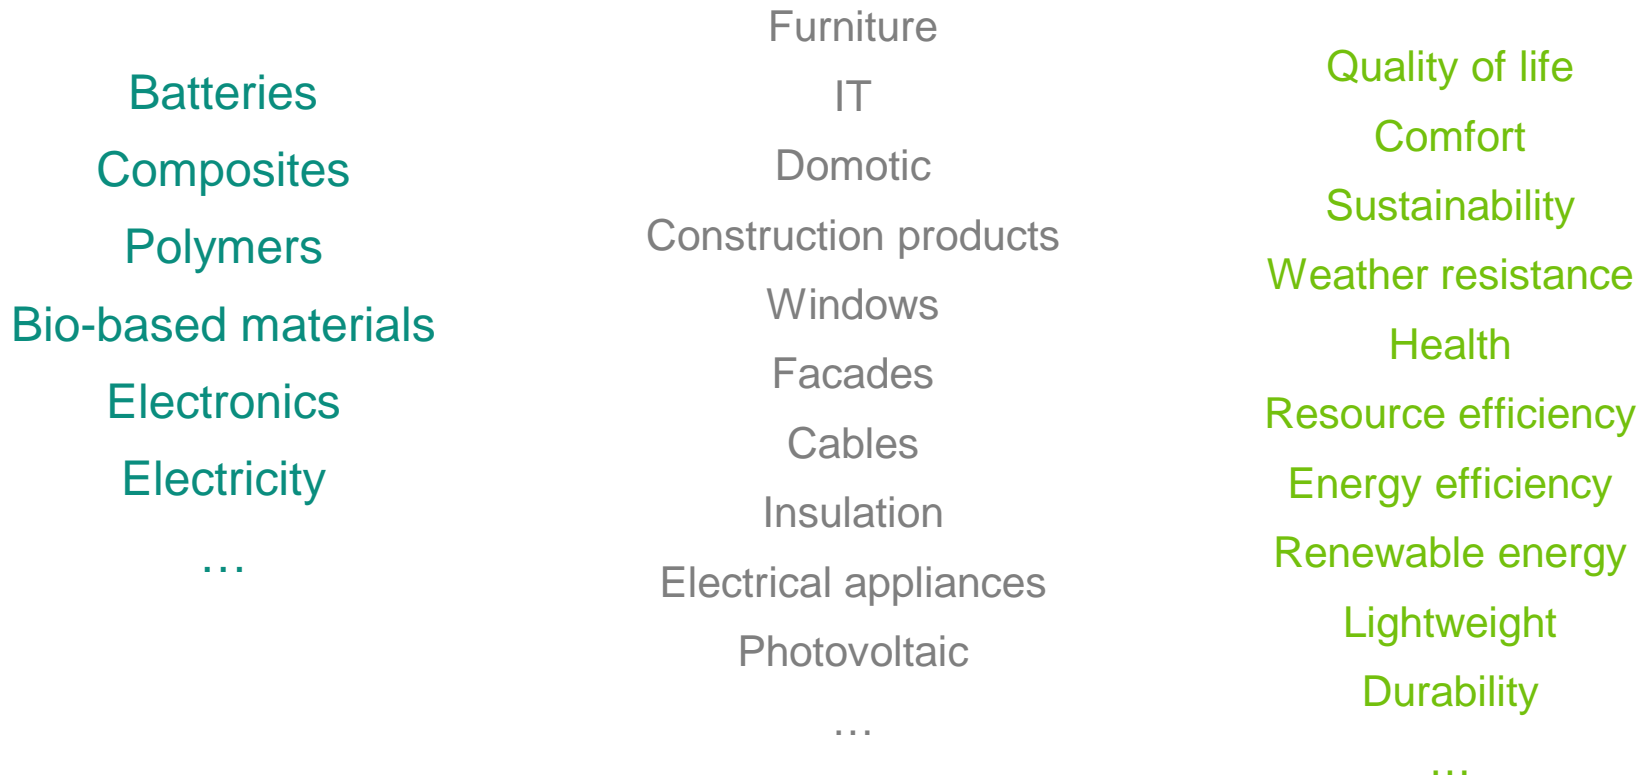 Batteries
Composites
Polymers
Bio-based materials
Electronics
Electricity
…
Furniture
IT
Domotic
Construction products
Windows
Facades
Cables
Insulation
Electrical appliances
Photovoltaic
…
Quality of life
Comfort
Sustainability
Weather resistance
Health
Resource efficiency
Energy efficiency
Renewable energy
Lightweight
Durability
…